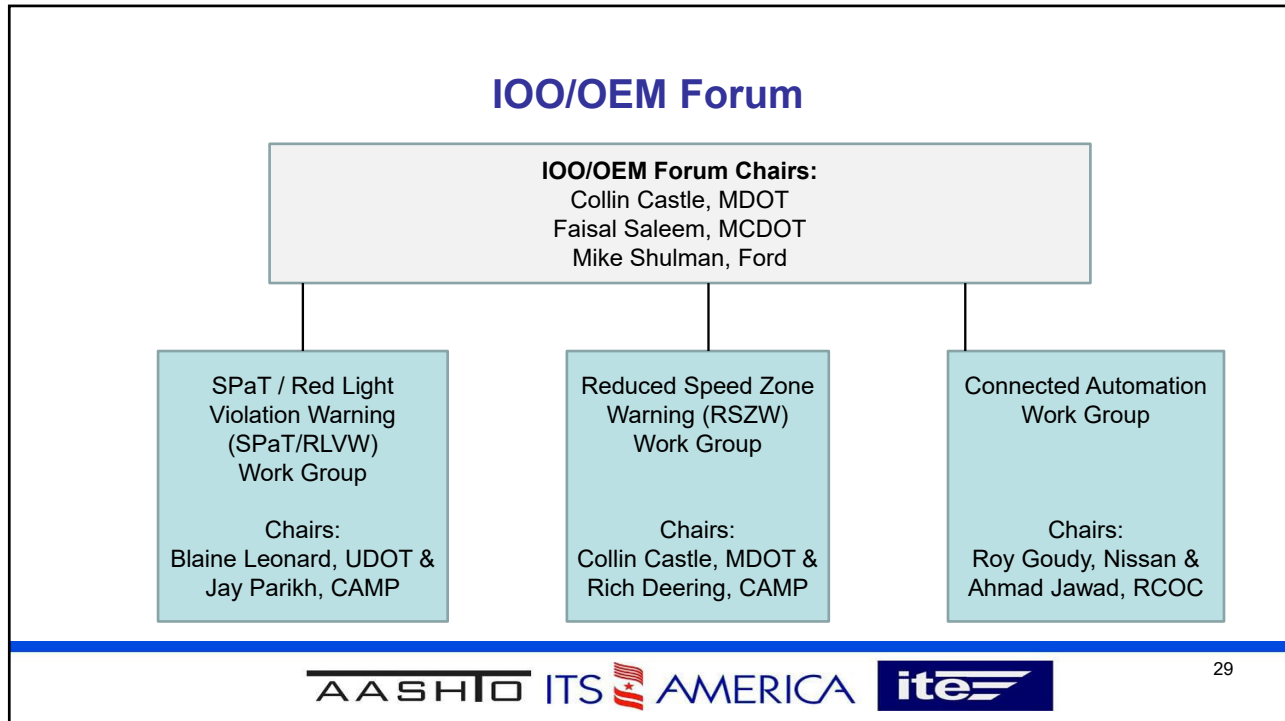 IOO/OEM Forum
IOO/OEM Forum Chairs:
Collin Castle, MDOT
Faisal Saleem, MCDOT
Mike Shulman, Ford
SPaT / Red Light
Violation Warning
(SPaT/RLVW)
Work Group
Chairs:
Blaine Leonard, UDOT &
Jay Parikh, CAMP
Reduced Speed Zone
Warning (RSZW)
Work Group
Chairs:
Collin Castle, MDOT &
Rich Deering, CAMP
Connected Automation
Work Group
Chairs:
Roy Goudy, Nissan &
Ahmad Jawad, RCOC
AASHTO ITS AMERICA ite
29